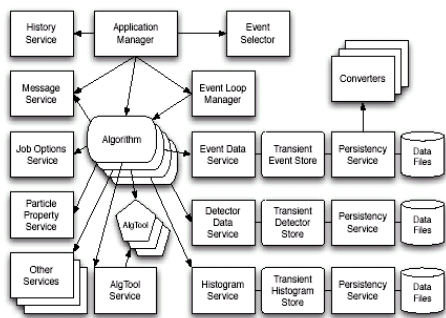 History
Service
Application
Manager
Event
Selector
Message
Service
Event Loop
Manager
Converters
Algorithm
Job Options
Service
Event Data
Service
Transient
Event Store
Persistency
Service
Data
Files
Particle
Property
Service
AlgTool
Detector
Data
Service
Transient
Detector
Store
Persistency
Service
Data
Files
Other
Services
AlgTool
Service
Histogram
Service
Transient
Histogram
Store
Persistency
Service
Data
Files